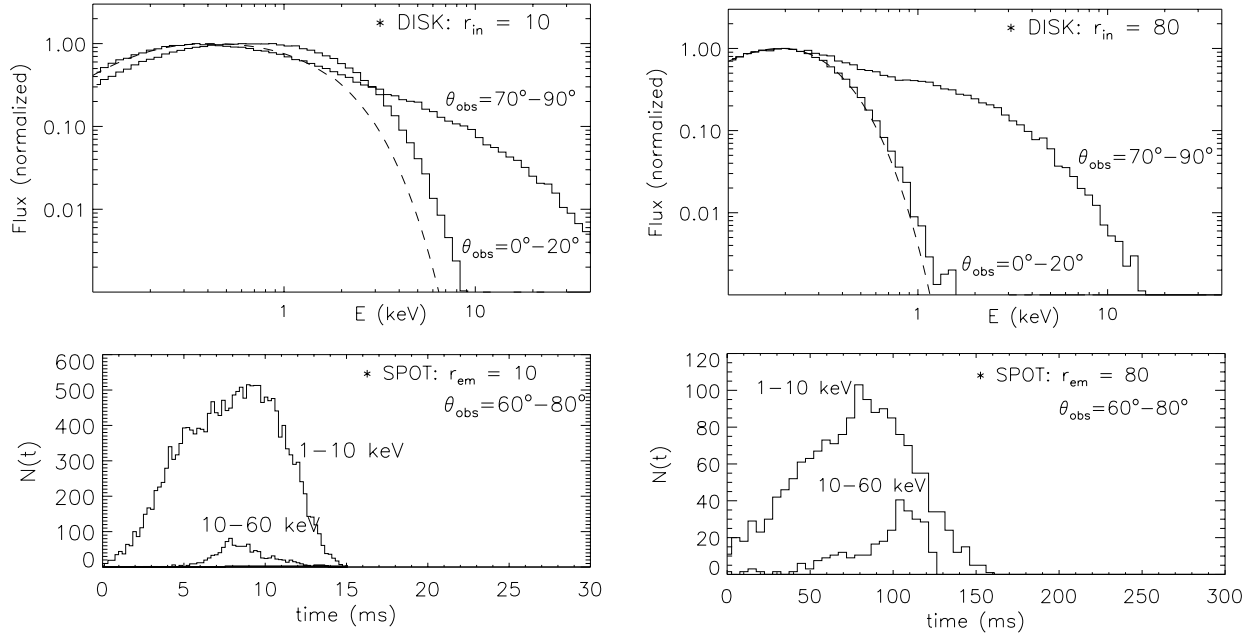 * DISK: r_in = 10
Flux (normalized)
1.00
0.10
0.01
θ_obs=70°−90°
θ_obs=0°−20°
1
10
E (keV)
* DISK: r_in = 80
Flux (normalized)
1.00
0.10
0.01
θ_obs=70°−90°
θ_obs=0°−20°
1
10
E (keV)
* SPOT: r_em = 10
θ_obs=60°−80°
N(t)
600
500
400
300
200
100
0
1−10 keV
10−60 keV
0 5 10 15 20 25 30
time (ms)
* SPOT: r_em = 80
θ_obs=60°−80°
N(t)
120
100
80
60
40
20
0
1−10 keV
10−60 keV
0 50 100 150 200 250 300
time (ms)